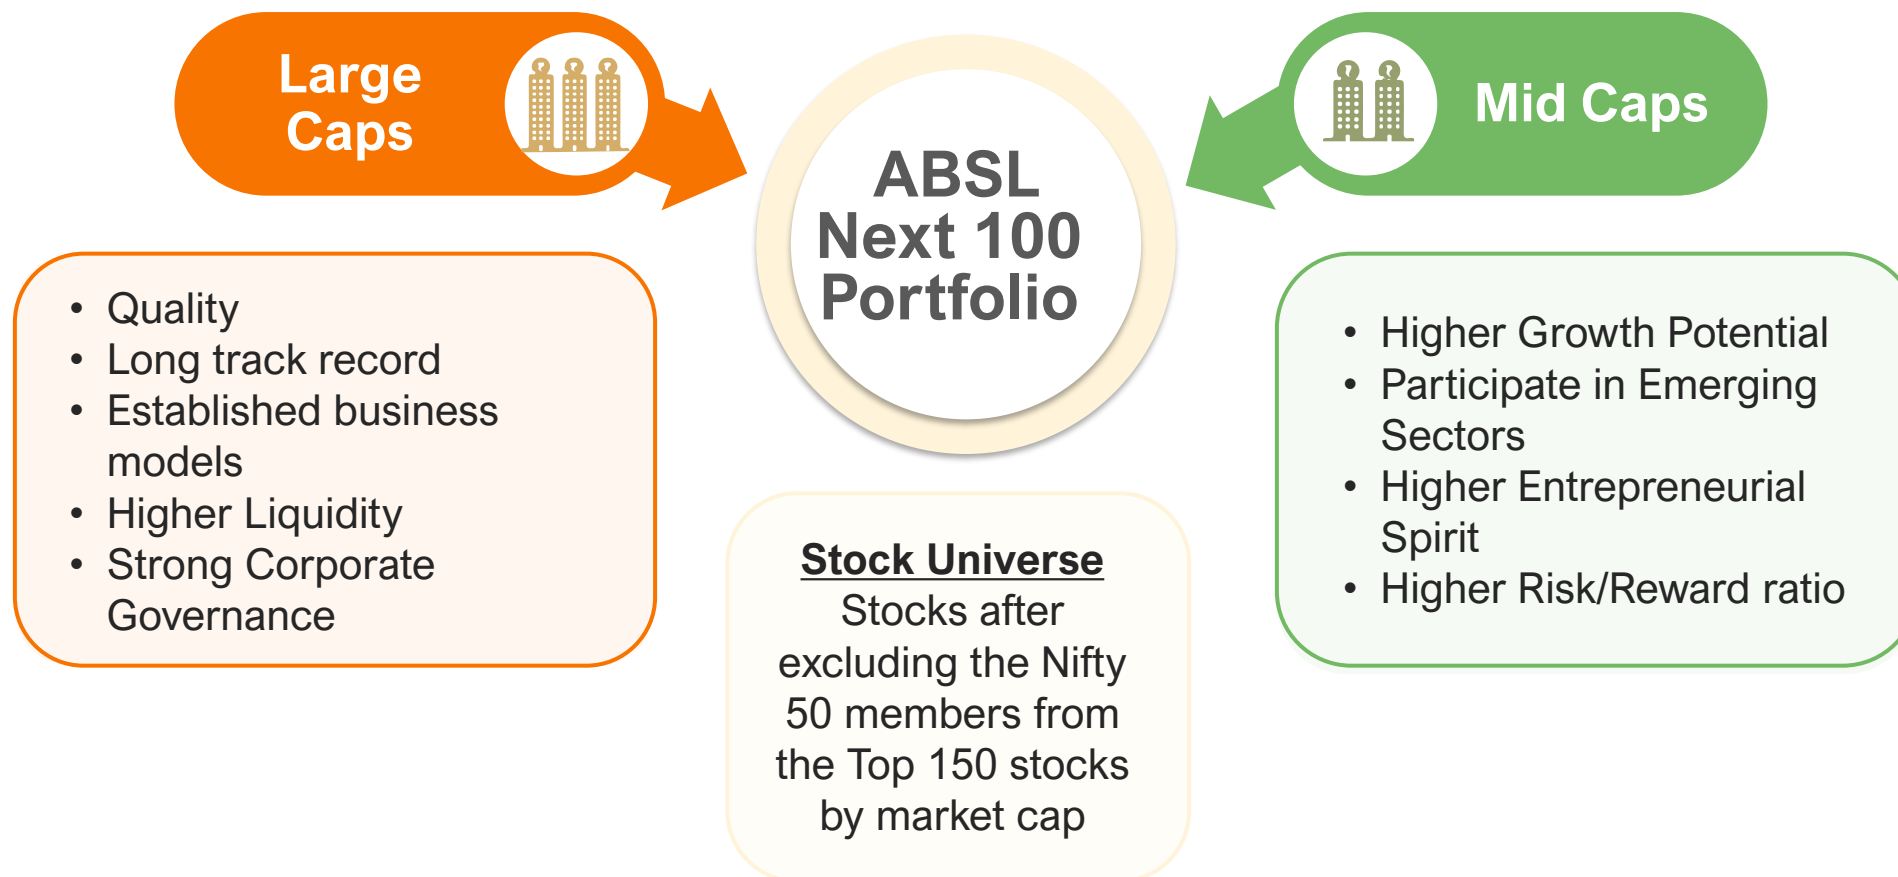 Large
Caps
ABSL
Next 100
Portfolio
Mid Caps
• Quality
• Long track record
• Established business
models
• Higher Liquidity
• Strong Corporate
Governance
Stock Universe
Stocks after
excluding the Nifty
50 members from
the Top 150 stocks
by market cap
• Higher Growth Potential
• Participate in Emerging
Sectors
• Higher Entrepreneurial
Spirit
• Higher Risk/Reward ratio